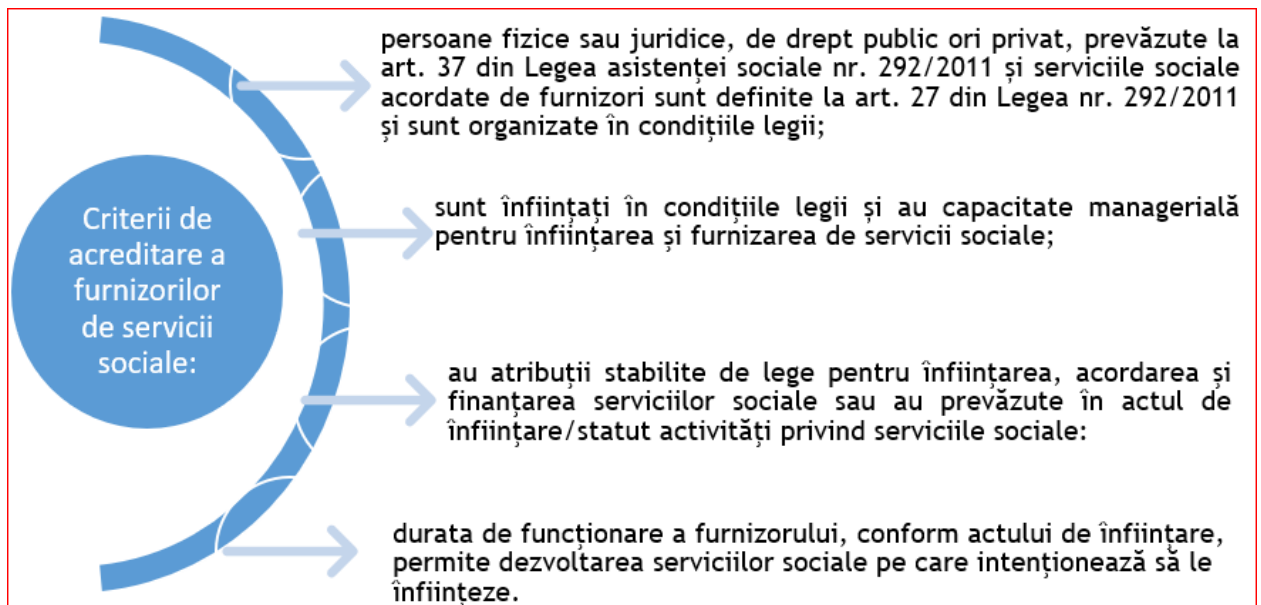 Criterii de
acreditare a
furnizorilor
de servicii
sociale:
persoane fizice sau juridice, de drept public ori privat, prevăzute la
art. 37 din Legea asistenței sociale nr. 292/2011 și serviciile sociale
acordate de furnizori sunt definite la art. 27 din Legea nr. 292/2011
și sunt organizate în condițiile legii;
sunt înființați în condițiile legii și au capacitate managerială
pentru înființarea și furnizarea de servicii sociale;
au atribuții stabilite de lege pentru înființarea, acordarea și
finanțarea serviciilor sociale sau au prevăzute în actul de
înființare/statut activități privind serviciile sociale:
durata de funcționare a furnizorului, conform actului de înființare,
permite dezvoltarea serviciilor sociale pe care intenționează să le
înființeze.